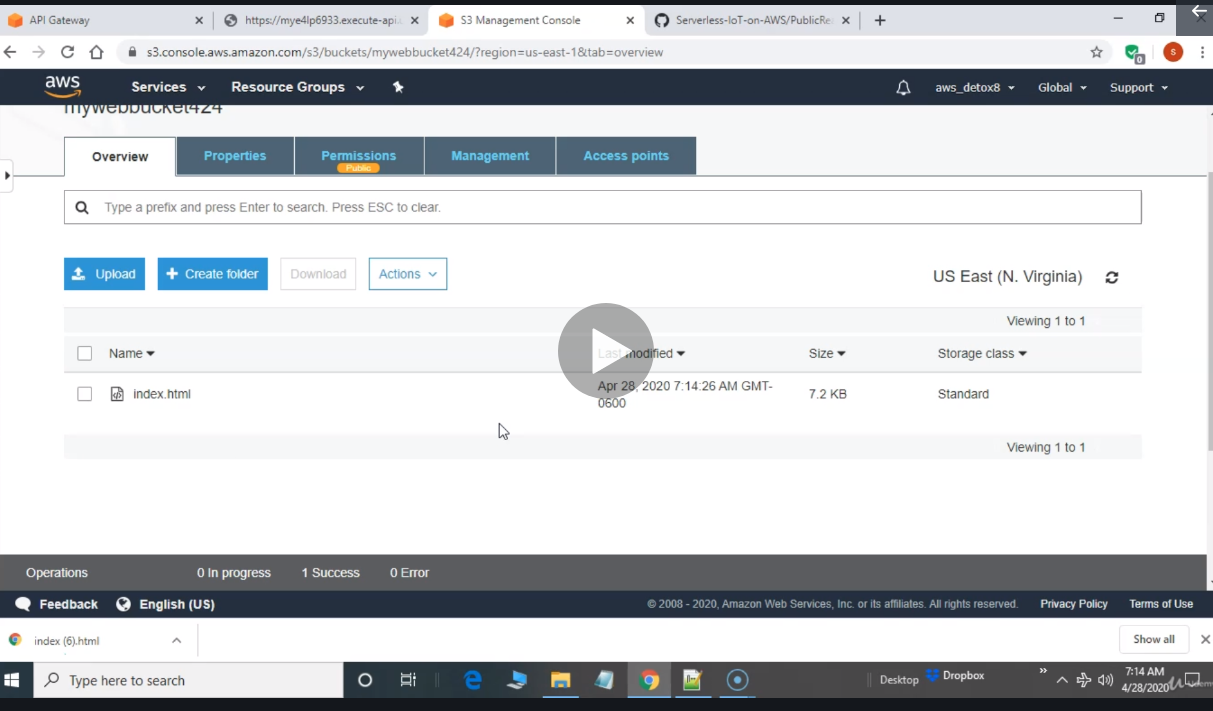 API Gateway
https://mye4lp6933.execute-api.
S3 Management Console
Serverless-IoT-on-AWS/PublicRe
s3.console.aws.amazon.com/s3/buckets/mywebbucket424/?region=us-east-1&tab=overview
0
S
aws
Services
Resource Groups
aws_detox8
Global
Support
mywebbucket424
Overview
Properties
Permissions
Public
Management
Access points
Type a prefix and press Enter to search. Press ESC to clear.
Upload
Create folder
Download
Actions
US East (N. Virginia)
Viewing 1 to 1
Name
Last modified
Size
Storage class
index.html
Apr 28, 2020 7:14:26 AM GMT-
0600
7.2 KB
Standard
Viewing 1 to 1
Operations
0 In progress
1 Success
0 Error
Feedback
English (US)
© 2008 - 2020, Amazon Web Services, Inc. or its affiliates. All rights reserved.
Privacy Policy
Terms of Use
index (6).html
Show all
Type here to search
Desktop
Dropbox
7:14 AM
4/28/2020